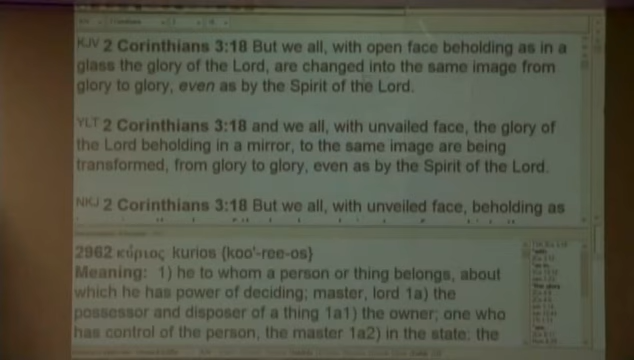 KJV 2 Corinthians 3:18 But we all, with open face beholding as in a
glass the glory of the Lord, are changed into the same image from
glory to glory, even as by the Spirit of the Lord.
YLT 2 Corinthians 3:18 and we all, with unvailed face, the glory of
the Lord beholding in a mirror, to the same image are being
transformed, from glory to glory, even as by the Spirit of the Lord.
NKJ 2 Corinthians 3:18 But we all, with unveiled face, beholding as
2962 κύριος kurios {koo'-ree-os}
Meaning: 1) he to whom a person or thing belongs, about
which he has power of deciding; master, lord 1a) the
possessor and disposer of a thing 1a1) the owner; one who
has control of the person, the master 1a2) in the state: the